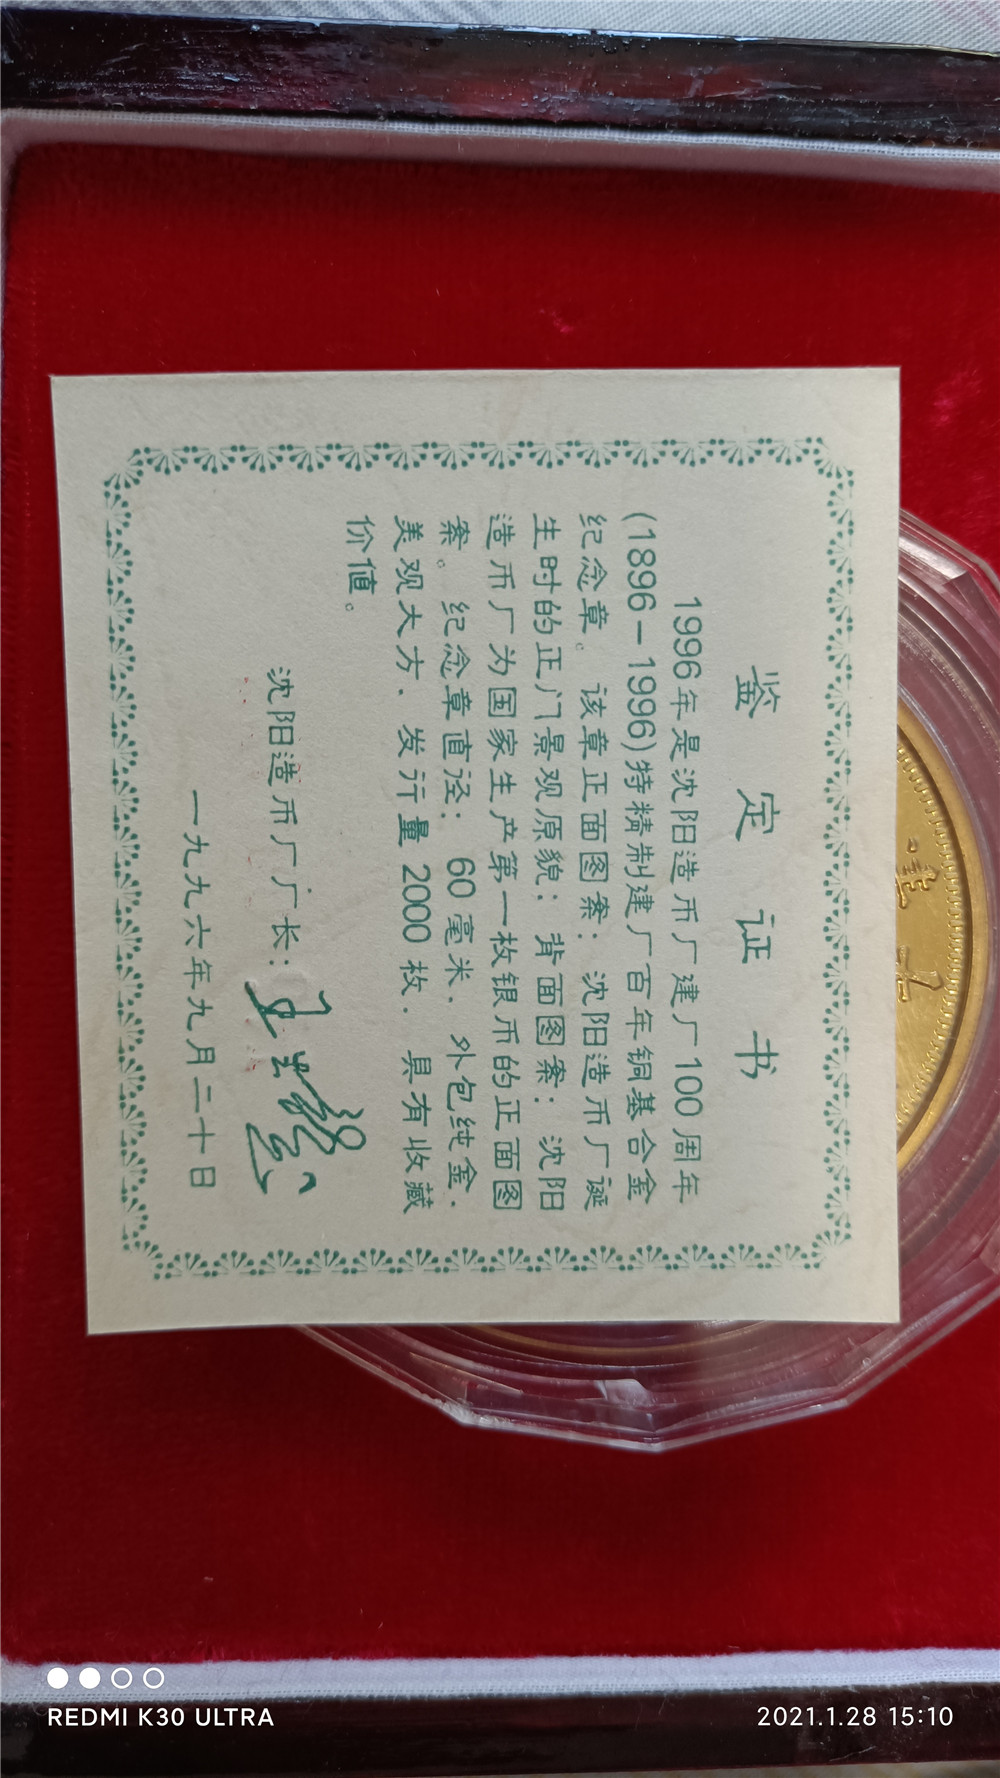 鉴定证书
1996年是沈阳造币厂建厂100周年
(1896-1996)特精制建厂百年铜基合金
纪念章。该章正面图案：沈阳造币厂诞
生时的正门景观原貌：背面图案：沈阳
造币厂为国家生产第一枚银币的正面图
案。纪念章直径：60毫米．外包纯金．
美观大方．发行量2000枚．具有收藏
价值。
沈阳造币厂厂长：
一九九六年九月二十日
REDMI K30 ULTRA
2021.1.28 15:10